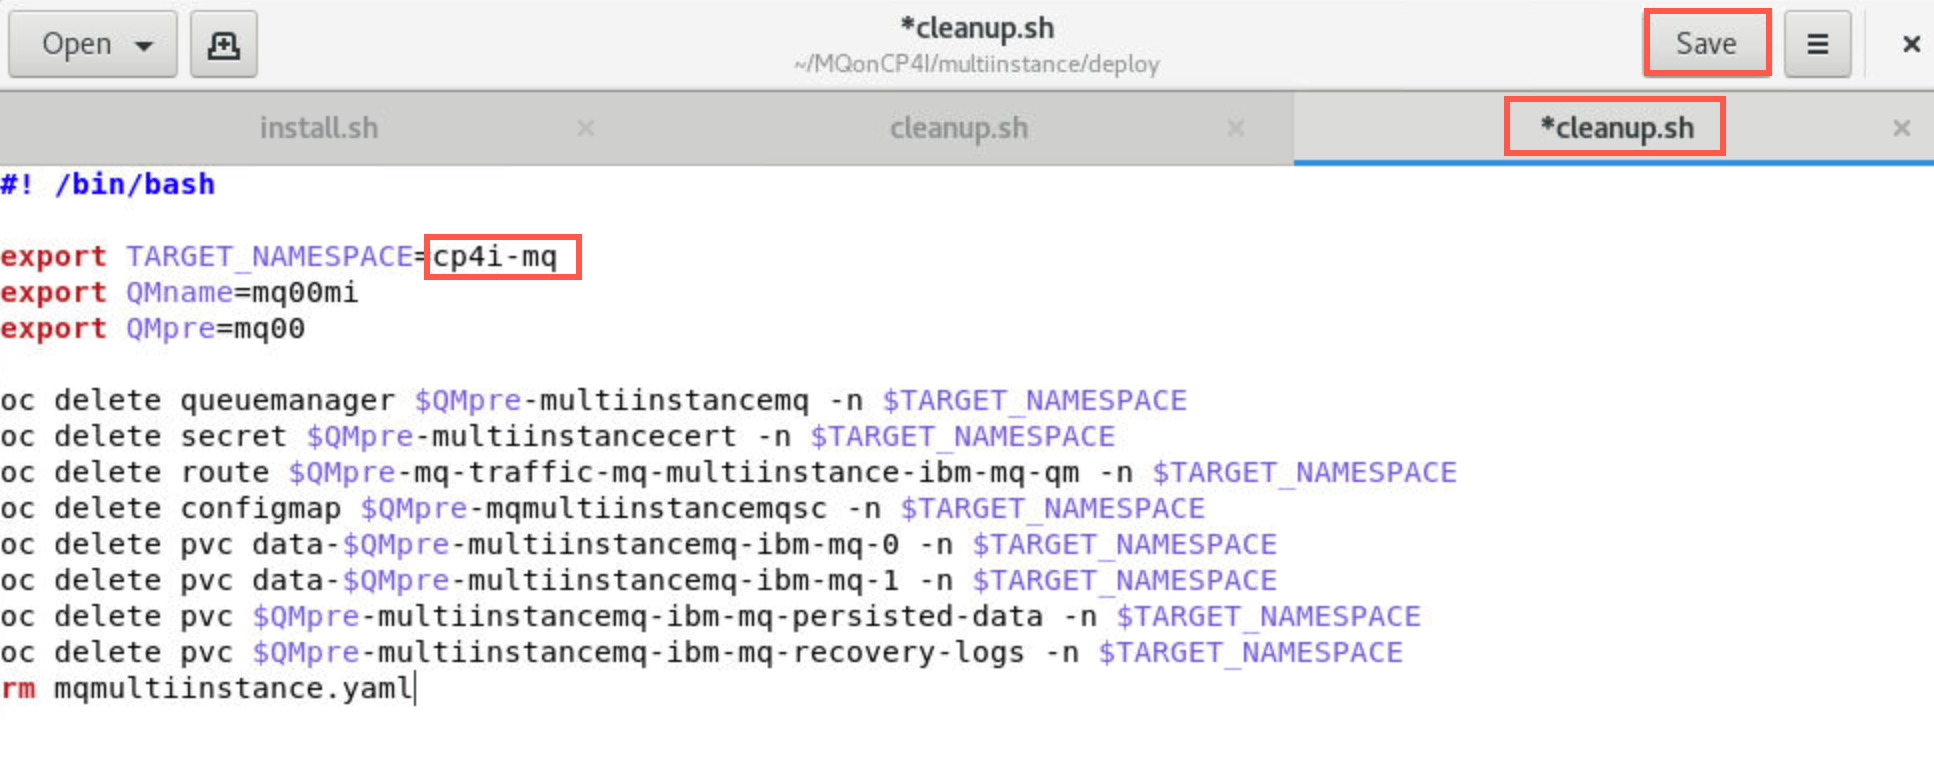 Open
*cleanup.sh
~/MQonCP4I/multiinstance/deploy
Save
install.sh
cleanup.sh
*cleanup.sh
#! /bin/bash
export TARGET_NAMESPACE=cp4i-mq
export QMname=mq00mi
export QMpre=mq00
oc delete queuemanager $QMpre-multiinstancemq -n $TARGET_NAMESPACE
oc delete secret $QMpre-multiinstancecert -n $TARGET_NAMESPACE
oc delete route $QMpre-mq-traffic-mq-multiinstance-ibm-mq-qm -n $TARGET_NAMESPACE
oc delete configmap $QMpre-mqmultiinstancemqsc -n $TARGET_NAMESPACE
oc delete pvc data-$QMpre-multiinstancemq-ibm-mq-0 -n $TARGET_NAMESPACE
oc delete pvc data-$QMpre-multiinstancemq-ibm-mq-1 -n $TARGET_NAMESPACE
oc delete pvc $QMpre-multiinstancemq-ibm-mq-persisted-data -n $TARGET_NAMESPACE
oc delete pvc $QMpre-multiinstancemq-ibm-mq-recovery-logs -n $TARGET_NAMESPACE
rm mqmultiinstance.yaml